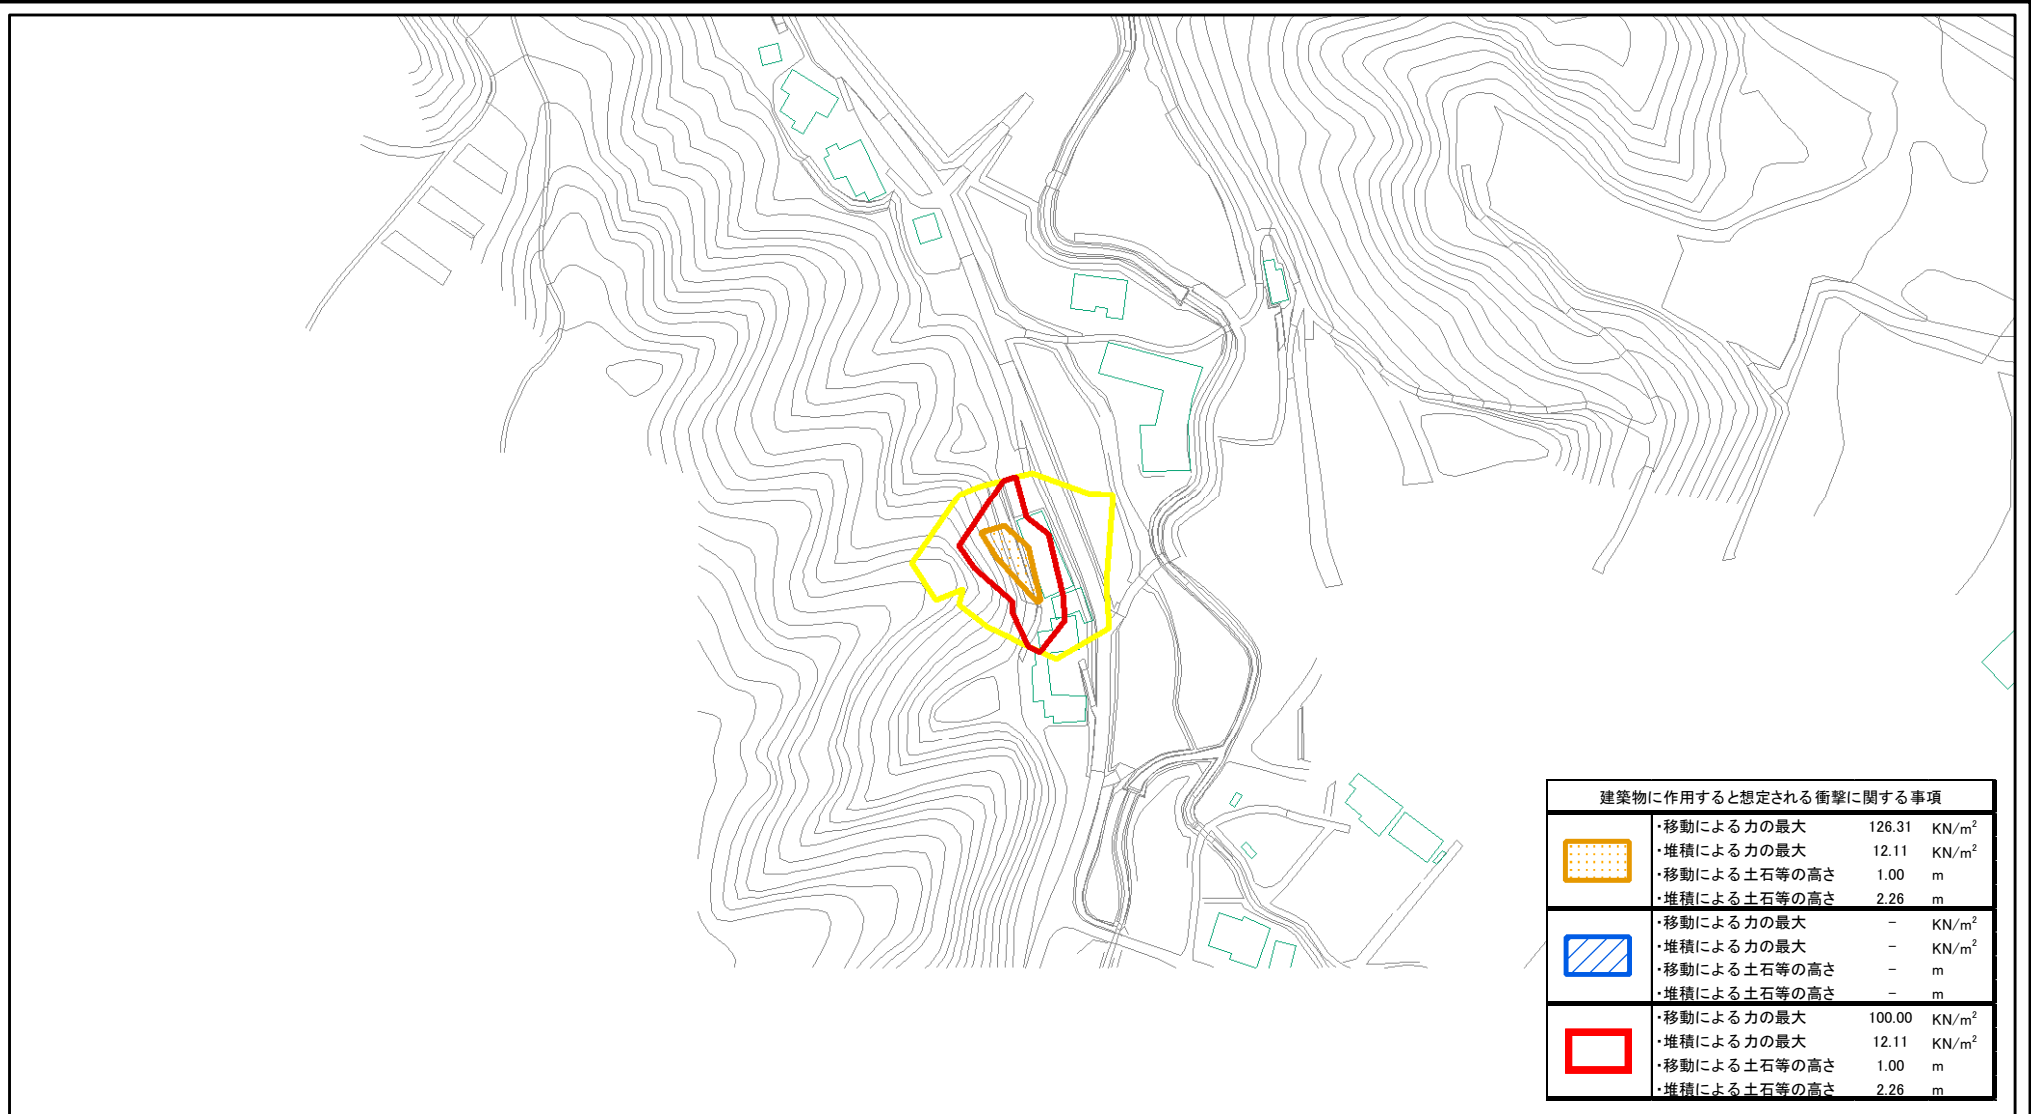 建築物に作用すると想定される衝撃に関する事項
・移動による力の最大 126.31 KN/m²
・堆積による力の最大 12.11 KN/m²
・移動による土石等の高さ 1.00 m
・堆積による土石等の高さ 2.26 m
・移動による力の最大 − KN/m²
・堆積による力の最大 − KN/m²
・移動による土石等の高さ − m
・堆積による土石等の高さ − m
・移動による力の最大 100.00 KN/m²
・堆積による力の最大 12.11 KN/m²
・移動による土石等の高さ 1.00 m
・堆積による土石等の高さ 2.26 m